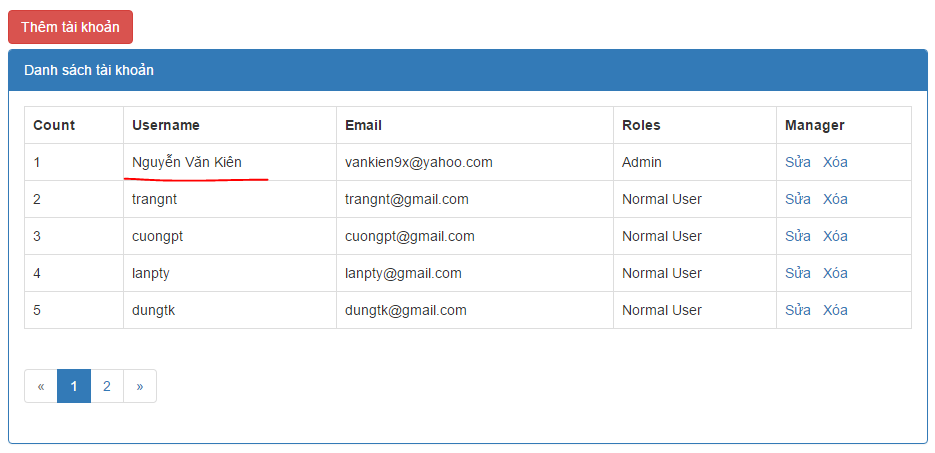 Thêm tài khoản
Danh sách tài khoản
Count Username Email Roles Manager
1 Nguyễn Văn Kiên vankien9x@yahoo.com Admin Sửa Xóa
2 trangnt trangnt@gmail.com Normal User Sửa Xóa
3 cuongpt cuongpt@gmail.com Normal User Sửa Xóa
4 lanpty lanpty@gmail.com Normal User Sửa Xóa
5 dungtk dungtk@gmail.com Normal User Sửa Xóa
« 1 2 »